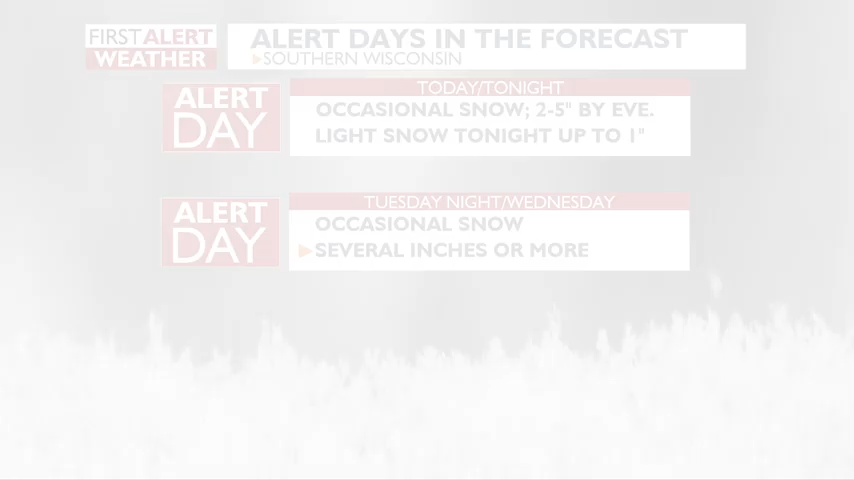 FIRST ALERT
WEATHER
ALERT DAYS IN THE FORECAST
SOUTHERN WISCONSIN
ALERT
DAY
TODAY/TONIGHT
OCCASIONAL SNOW; 2-5" BY EVE.
LIGHT SNOW TONIGHT UP TO 1"
ALERT
DAY
TUESDAY NIGHT/WEDNESDAY
OCCASIONAL SNOW
SEVERAL INCHES OR MORE